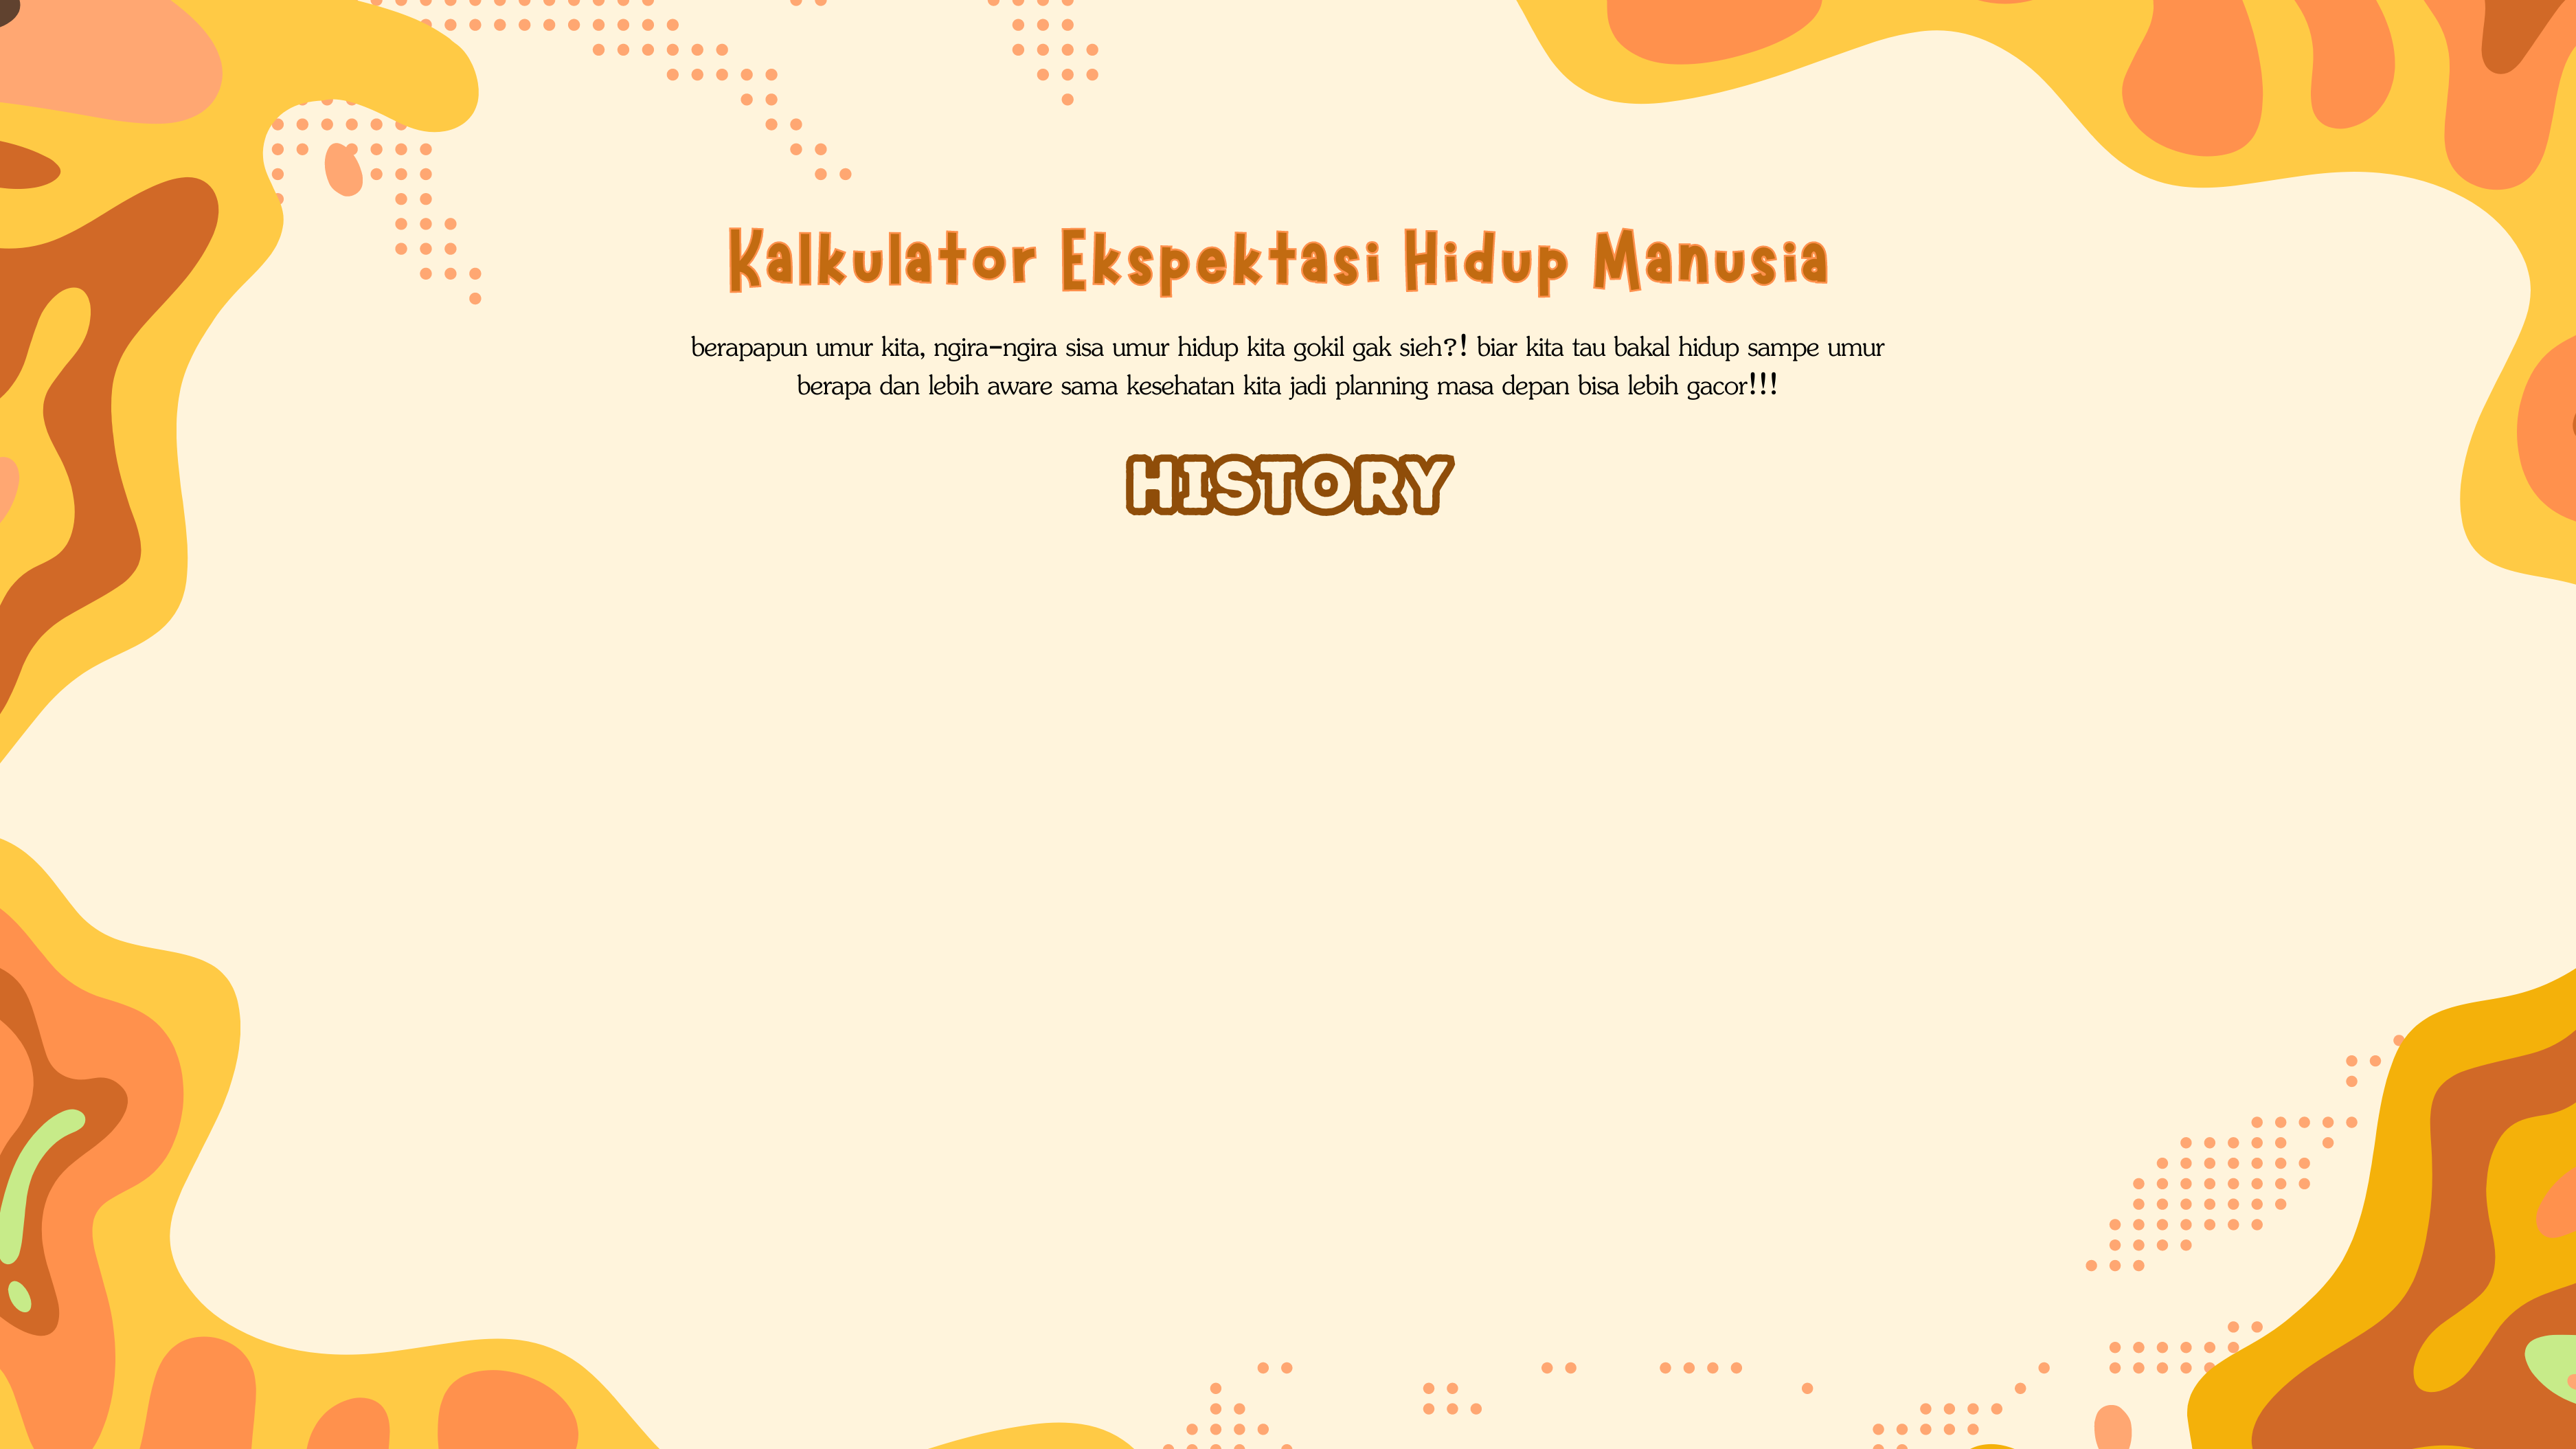 Kalkulator Ekspektasi Hidup Manusia
berapapun umur kita, ngira-ngira sisa umur hidup kita gokil gak sieh?! biar kita tau bakal hidup sampe umur
berapa dan lebih aware sama kesehatan kita jadi planning masa depan bisa lebih gacor!!!
HISTORY